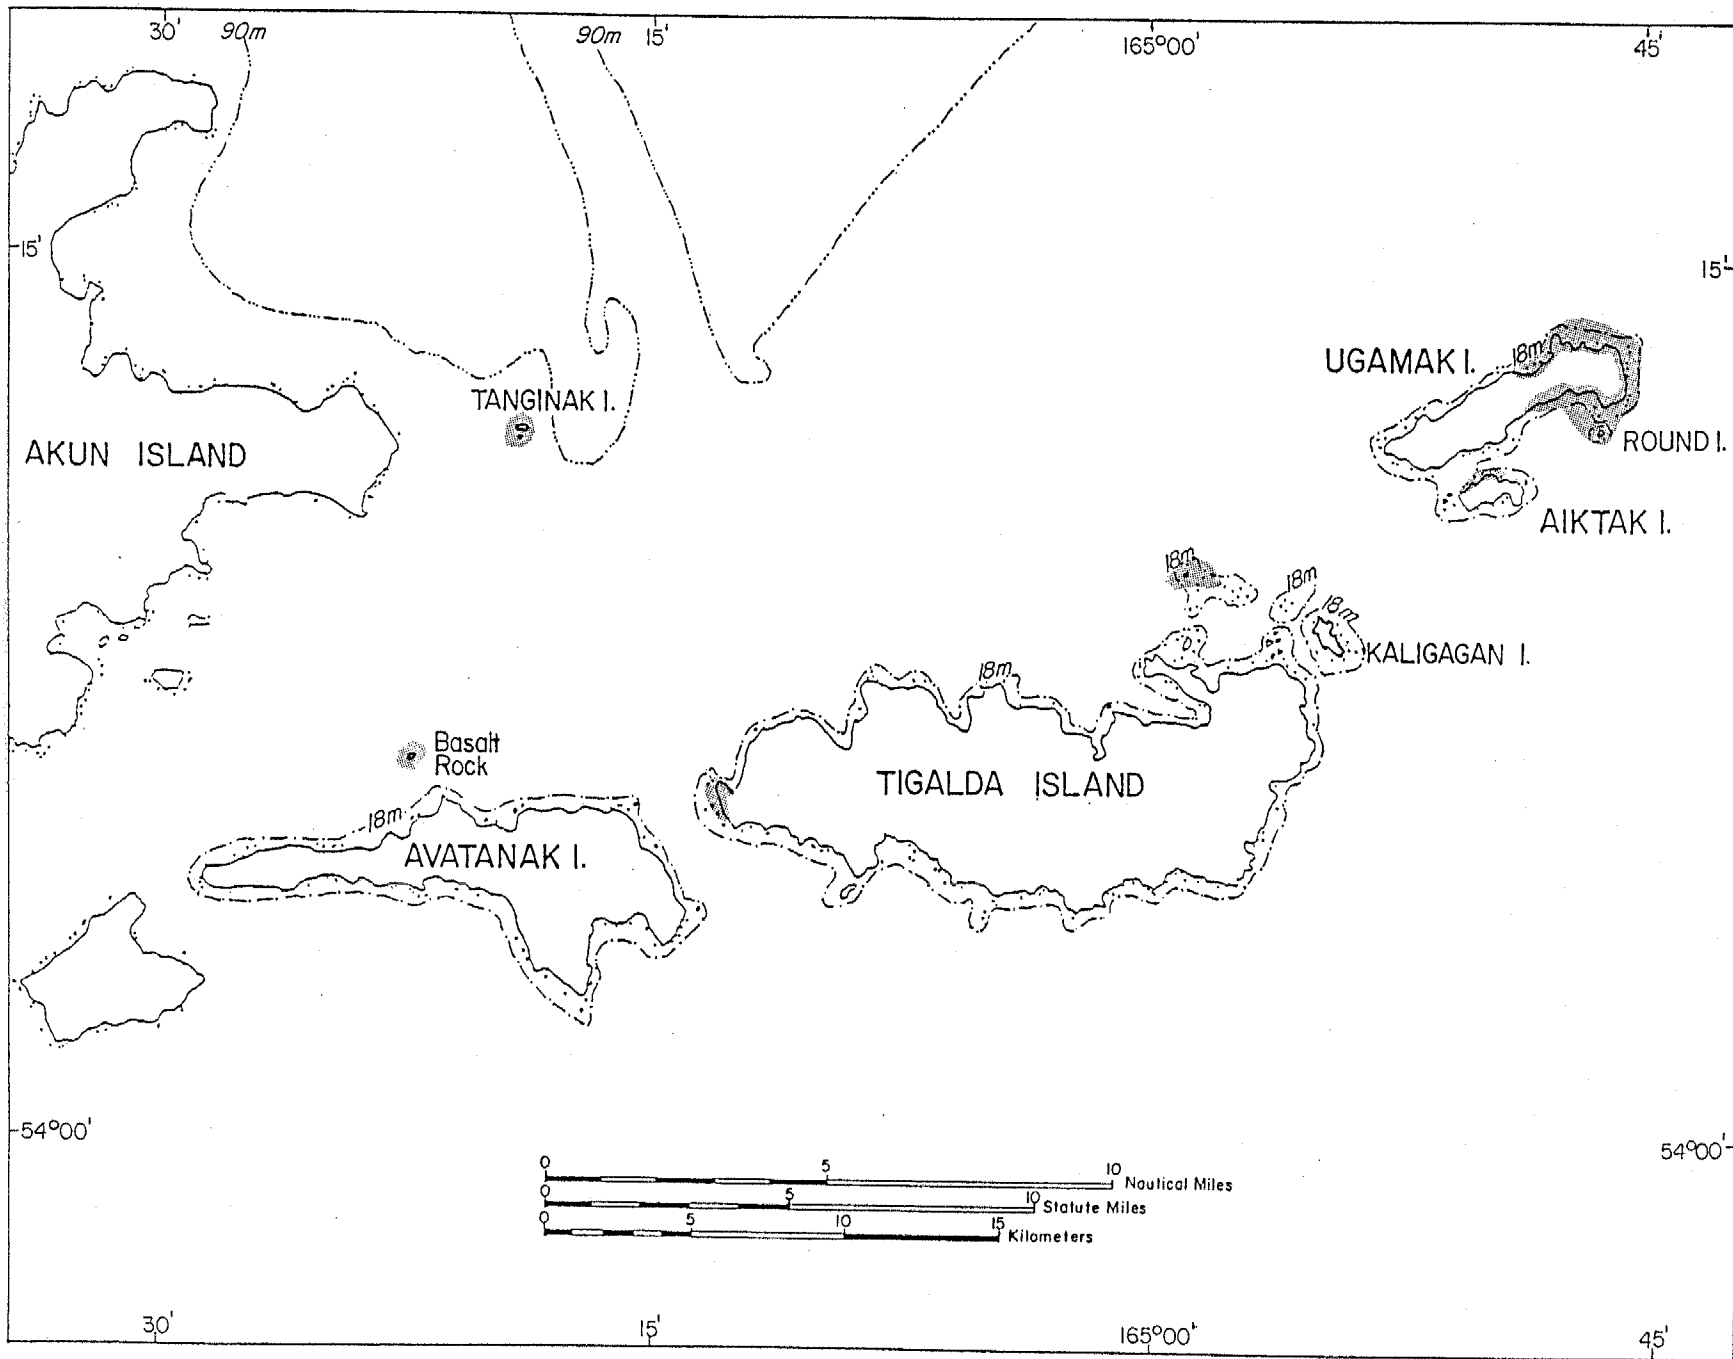 30' 90m 90m 15' 165°00' 45'
15' 15'
UGAMAK I. 18m
TANGINAK I.
AKUN ISLAND ROUND I.
AIKTAK I.
18m 18m
18m
KALIGAGAN I.
18m
Basalt
Rock
TIGALDA ISLAND
18m
AVATANAK I.
54°00' 54°00'
0 5 10 Nautical Miles
0 5 10 Statute Miles
0 5 10 15 Kilometers
30' 15' 165°00' 45'